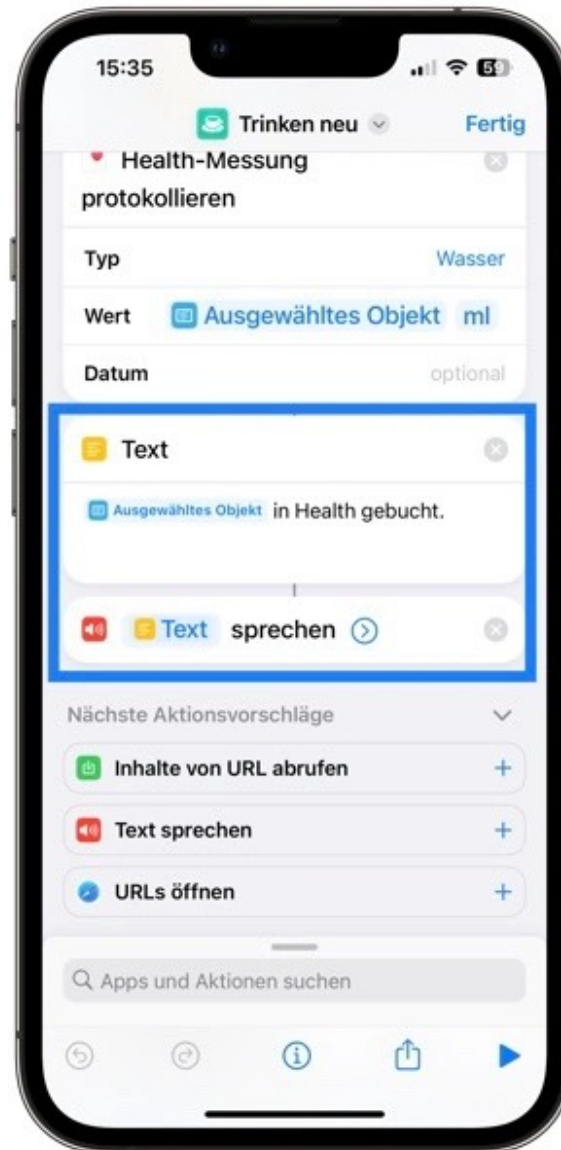 15:35
59
Trinken neu
Fertig
Health-Messung
protokollieren
Typ
Wasser
Wert
Ausgewähltes Objekt
ml
Datum
optional
Text
Ausgewähltes Objekt in Health gebucht.
Text sprechen
Nächste Aktionsvorschläge
Inhalte von URL abrufen
Text sprechen
URLs öffnen
Apps und Aktionen suchen